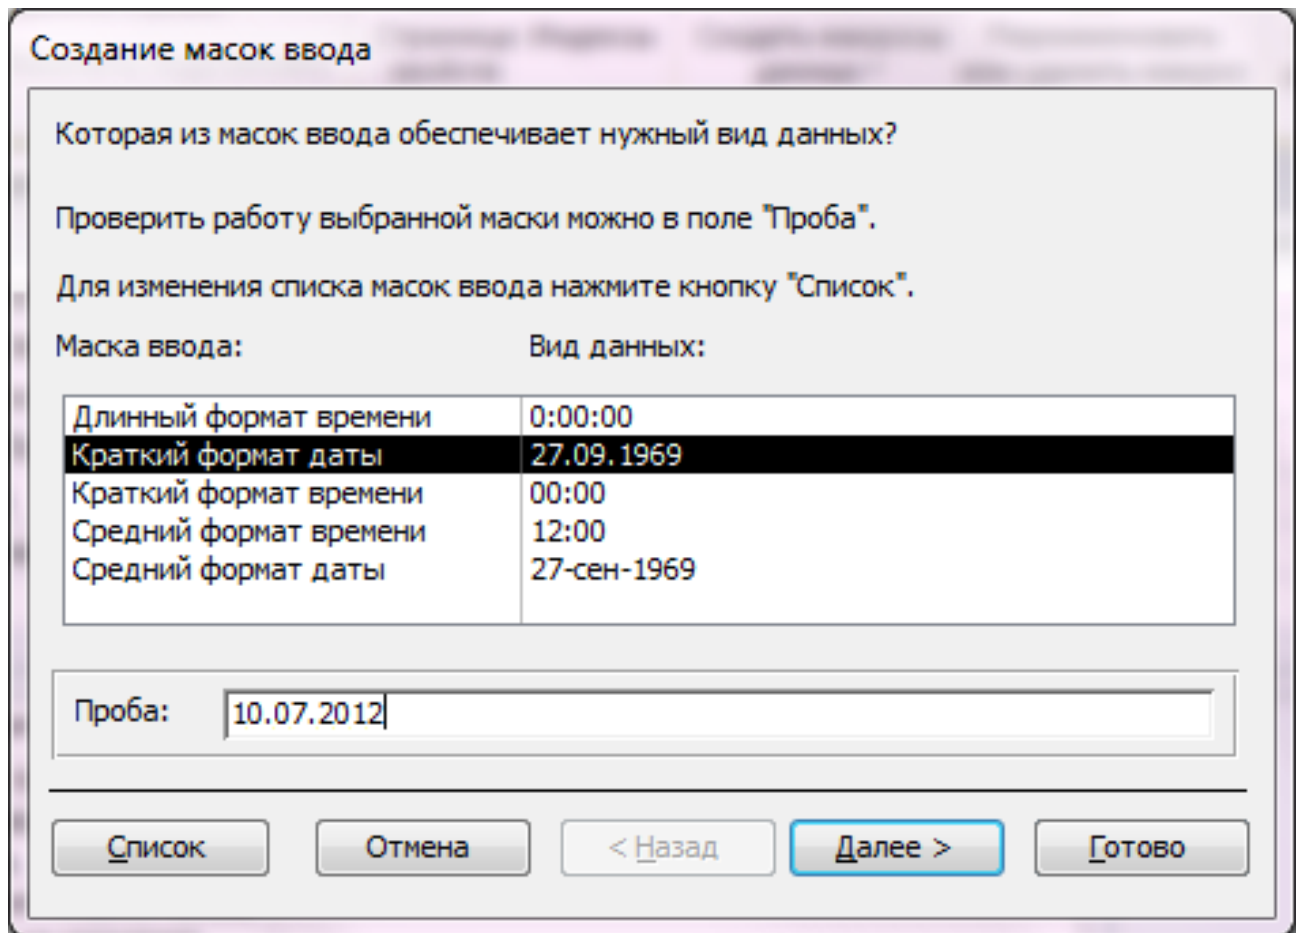 Создание масок ввода
Которая из масок ввода обеспечивает нужный вид данных?
Проверить работу выбранной маски можно в поле "Проба".
Для изменения списка масок ввода нажмите кнопку "Список".
Маска ввода: Вид данных:
Длинный формат времени 0:00:00
Краткий формат даты 27.09.1969
Краткий формат времени 00:00
Средний формат времени 12:00
Средний формат даты 27-сен-1969
Проба: 10.07.2012
Список Отмена < Назад Далее > Готово